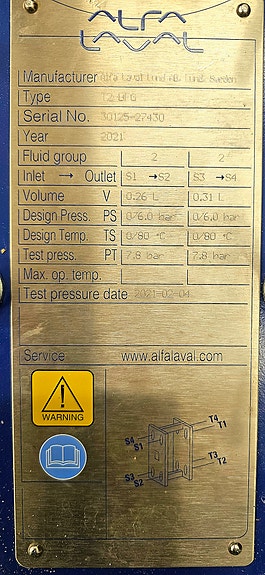 ALFA
LAVAL
Manufacturer Alfa Laval Lund AB, Lund, Sweden
Type T2-BFG
Serial No. 30125-27430
Year 2021
Fluid group 2 2
Inlet → Outlet S1 →S2 S3 →S4
Volume V 0.26 L 0.31 L
Design Press. PS 0/6.0 bar 0/6.0 bar
Design Temp. TS 0/80 °C 0/80 °C
Test press. PT 7.8 bar 7.8 bar
Max. op. temp.
Test pressure date 2021-02-04
Service www.alfalaval.com
WARNING
S4 T4
S1 T1
S3 T3
S2 T2